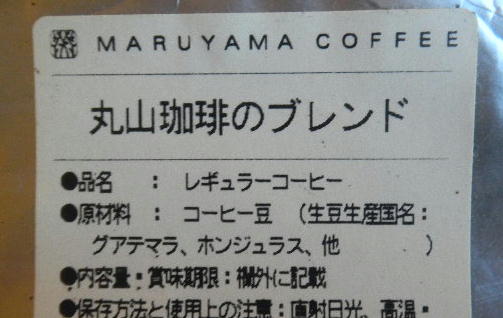 MARUYAMA COFFEE
丸山珈琲のブレンド
●品名 : レギュラーコーヒー
●原材料 : コーヒー豆 (生豆生産国名:
グアテマラ、ホンジュラス、他 )
●内容量:賞味期限:欄外に記載
●保存方法と使用上の注意:直射日光、高温・